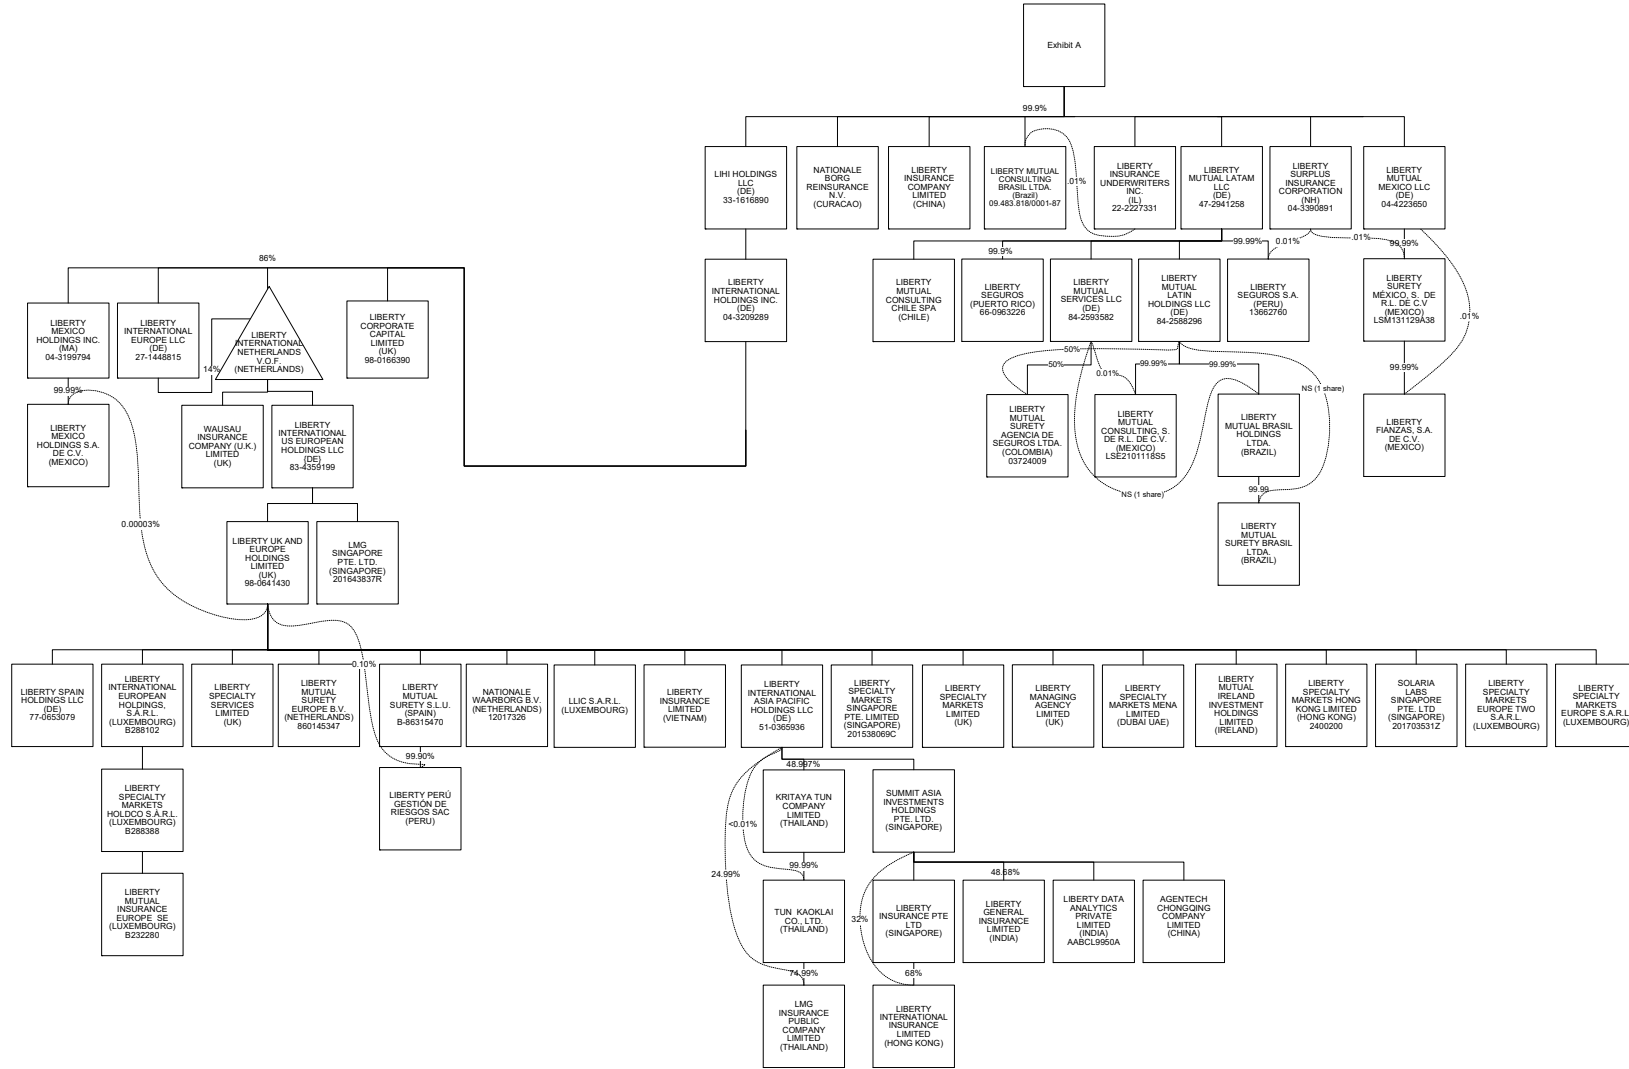 Exhibit A
99.9%
LIHI HOLDINGS
LLC
(DE)
33-1616890
NATIONALE
BORG
REINSURANCE
N.V.
(CURACAO)
LIBERTY
INSURANCE
COMPANY
LIMITED
(CHINA)
LIBERTY MUTUAL
CONSULTING
BRASIL LTDA.
(Brazil)
09.483.818/0001-87
.01%
LIBERTY
INSURANCE
UNDERWRITERS
INC.
(IL)
22-2227331
LIBERTY
MUTUAL LATAM
LLC
(DE)
47-2941258
LIBERTY
SURPLUS
INSURANCE
CORPORATION
(NH)
04-3390891
LIBERTY
MUTUAL
MEXICO LLC
(DE)
04-4223650
99.9%
99.99%
0.01%
.01%
99.99%
86%
LIBERTY
INTERNATIONAL
HOLDINGS INC.
(DE)
04-3209289
LIBERTY
MUTUAL
CONSULTING
CHILE SPA
(CHILE)
LIBERTY
SEGUROS
(PUERTO RICO)
66-0963226
LIBERTY
MUTUAL
SERVICES LLC
(DE)
84-2593582
LIBERTY
MUTUAL
LATIN
HOLDINGS LLC
(DE)
84-2588296
LIBERTY
SEGUROS S.A.
(PERU)
13662760
LIBERTY
SURETY
MÉXICO, S. DE
R.L. DE C.V
(MEXICO)
LSM131129A38
.01%
LIBERTY
MEXICO
HOLDINGS INC.
(MA)
04-3199794
LIBERTY
INTERNATIONAL
EUROPE LLC
(DE)
27-1448815
14%
LIBERTY
INTERNATIONAL
NETHERLANDS
V.O.F.
(NETHERLANDS)
LIBERTY
CORPORATE
CAPITAL
LIMITED
(UK)
98-0166390
50%
50%
0.01%
99.99%
99.99%
NS (1 share)
99.99%
99.99%
LIBERTY
MEXICO
HOLDINGS S.A.
DE C.V.
(MEXICO)
WAUSAU
INSURANCE
COMPANY (U.K.)
LIMITED
(UK)
LIBERTY
INTERNATIONAL
US EUROPEAN
HOLDINGS LLC
(DE)
83-4359199
LIBERTY
MUTUAL
SURETY
AGENCIA DE
SEGUROS LTDA.
(COLOMBIA)
03724009
LIBERTY
MUTUAL
CONSULTING, S.
DE R.L. DE C.V.
(MEXICO)
LSE2101118S5
LIBERTY
MUTUAL BRASIL
HOLDINGS
LTDA.
(BRAZIL)
LIBERTY
FIANZAS, S.A.
DE C.V.
(MEXICO)
NS (1 share)
99.99
LIBERTY
MUTUAL
SURETY BRASIL
LTDA.
(BRAZIL)
0.00003%
LIBERTY UK AND
EUROPE
HOLDINGS
LIMITED
(UK)
98-0641430
LMG
SINGAPORE
PTE. LTD.
(SINGAPORE)
201643837R
0.10%
LIBERTY SPAIN
HOLDINGS LLC
(DE)
77-0653079
LIBERTY
INTERNATIONAL
EUROPEAN
HOLDINGS,
S.À.R.L.
(LUXEMBOURG)
B288102
LIBERTY
SPECIALTY
SERVICES
LIMITED
(UK)
LIBERTY
MUTUAL
SURETY
EUROPE B.V.
(NETHERLANDS)
860145347
LIBERTY
MUTUAL
SURETY S.L.U.
(SPAIN)
B-86315470
NATIONALE
WAARBORG B.V.
(NETHERLANDS)
12017326
LLIC S.A.R.L.
(LUXEMBOURG)
LIBERTY
INSURANCE
LIMITED
(VIETNAM)
LIBERTY
INTERNATIONAL
ASIA PACIFIC
HOLDINGS LLC
(DE)
51-0365936
LIBERTY
SPECIALTY
MARKETS
SINGAPORE
PTE. LIMITED
(SINGAPORE)
201538069C
LIBERTY
SPECIALTY
MARKETS
LIMITED
(UK)
LIBERTY
MANAGING
AGENCY
LIMITED
(UK)
LIBERTY
SPECIALTY
MARKETS MENA
LIMITED
(DUBAI UAE)
LIBERTY
MUTUAL
IRELAND
INVESTMENT
HOLDINGS
LIMITED
(IRELAND)
LIBERTY
SPECIALTY
MARKETS HONG
KONG LIMITED
(HONG KONG)
2400200
SOLARIA
LABS
SINGAPORE
PTE. LTD
(SINGAPORE)
201703531Z
LIBERTY
SPECIALTY
MARKETS
EUROPE TWO
S.A.R.L.
(LUXEMBOURG)
LIBERTY
SPECIALTY
MARKETS
EUROPE S.A.R.L
(LUXEMBOURG)
99.90%
LIBERTY
SPECIALTY
MARKETS
HOLDCO S.À.R.L.
(LUXEMBOURG)
B288388
LIBERTY PERÚ
GESTIÓN DE
RIESGOS SAC
(PERU)
48.997%
KRITAYA TUN
COMPANY
LIMITED
(THAILAND)
SUMMIT ASIA
INVESTMENTS
HOLDINGS
PTE. LTD.
(SINGAPORE)
<0.01%
24.99%
99.99%
48.68%
LIBERTY
MUTUAL
INSURANCE
EUROPE SE
(LUXEMBOURG)
B232280
TUN KAOKLAI
CO., LTD.
(THAILAND)
32%
LIBERTY
INSURANCE PTE
LTD
(SINGAPORE)
LIBERTY
GENERAL
INSURANCE
LIMITED
(INDIA)
LIBERTY DATA
ANALYTICS
PRIVATE
LIMITED
(INDIA)
AABCL9950A
AGENTECH
CHONGQING
COMPANY
LIMITED
(CHINA)
74.99%
68%
LMG
INSURANCE
PUBLIC
COMPANY
LIMITED
(THAILAND)
LIBERTY
INTERNATIONAL
INSURANCE
LIMITED
(HONG KONG)